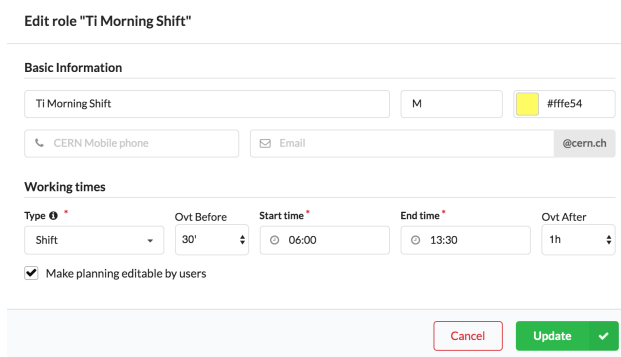 Edit role "Ti Morning Shift"
Basic Information
Ti Morning Shift M #fffe54
CERN Mobile phone Email @cern.ch
Working times
Type * Ovt Before Start time * End time * Ovt After
Shift 30' 06:00 13:30 1h
Make planning editable by users
Cancel Update